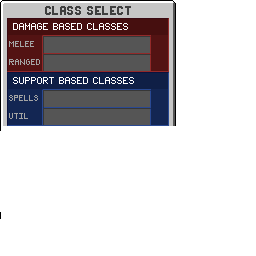 CLASS SELECT
DAMAGE BASED CLASSES
MELEE
RANGED
SUPPORT BASED CLASSES
SPELLS
UTIL